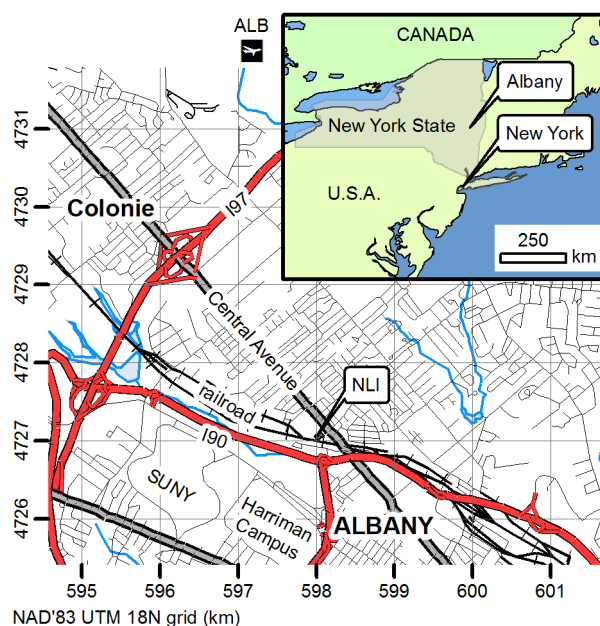 ALB
CANADA
Albany
New York State
New York
U.S.A.
250
km
4731
4730
4729
4728
4727
4726
Colonie
I97
Central Avenue
railroad
NLI
I90
SUNY
Harriman
Campus
ALBANY
595 596 597 598 599 600 601
NAD'83 UTM 18N grid (km)